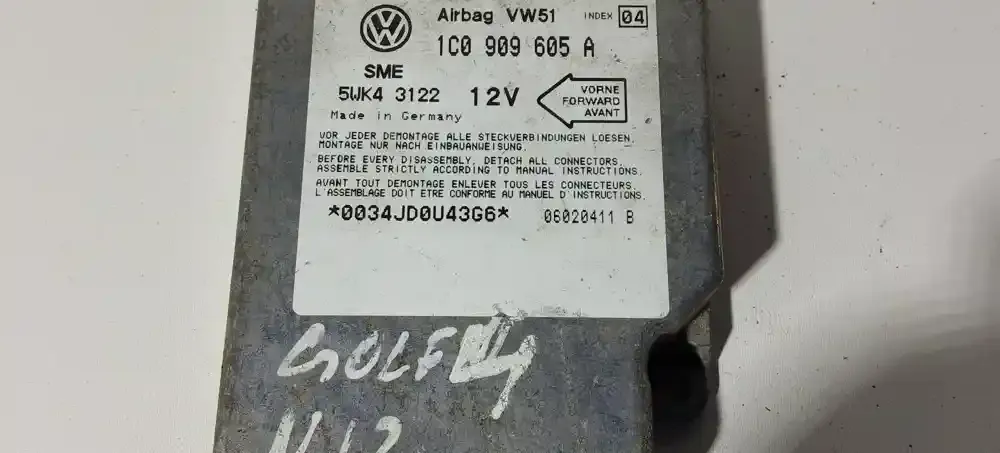 Airbag VW51 INDEX 04
1C0 909 605 A
SME
5WK4 3122 12V
VORNE
FORWARD
AVANT
Made in Germany
VOR JEDER DEMONTAGE ALLE STECKVERBINDUNGEN LOESEN.
MONTAGE NUR NACH EINBAUANWEISUNG.
BEFORE EVERY DISASSEMBLY, DETACH ALL CONNECTORS.
ASSEMBLE STRICTLY ACCORDING TO MANUAL INSTRUCTIONS.
AVANT TOUT DEMONTAGE ENLEVER TOUS LES CONNECTEURS.
L'ASSEMBLAGE DOIT ETRE CONFORME AU MANUEL D'INSTRUCTIONS.
*0034JD0U43G6* 06020411 B
GOLF 4